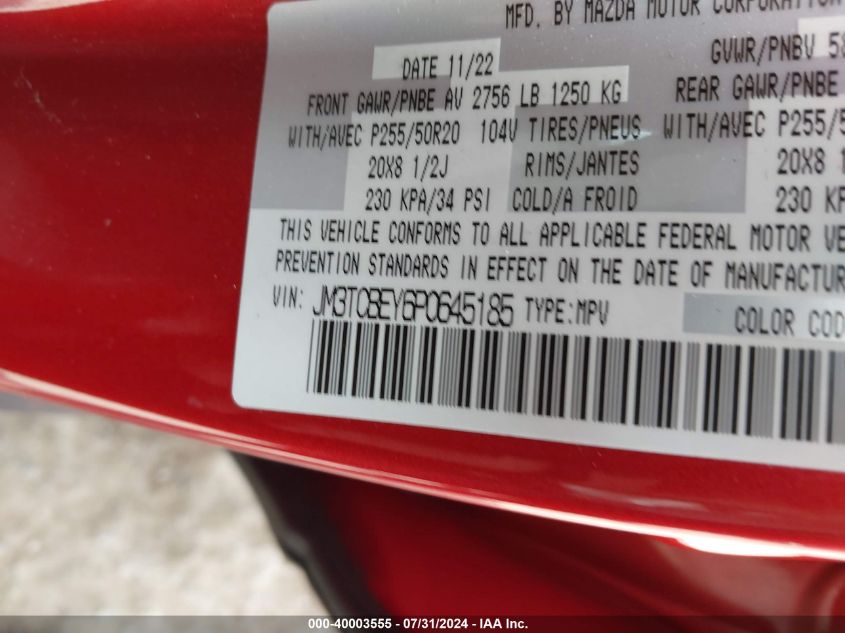 MFD. BY MAZDA MOTOR CORPORATION
DATE 11/22 GVWR/PNBV 58
FRONT GAWR/PNBE AV 2756 LB 1250 KG REAR GAWR/PNBE
WITH/AVEC P255/50R20 104V TIRES/PNEUS WITH/AVEC P255/5
20X8 1/2J RIMS/JANTES 20X8 1
230 KPA/34 PSI COLD/A FROID 230 KP
THIS VEHICLE CONFORMS TO ALL APPLICABLE FEDERAL MOTOR VE
PREVENTION STANDARDS IN EFFECT ON THE DATE OF MANUFACTUR
VIN: JM3TCBEY6P0645185 TYPE:MPV COLOR COD
000-40003555 - 07/31/2024 - IAA Inc.